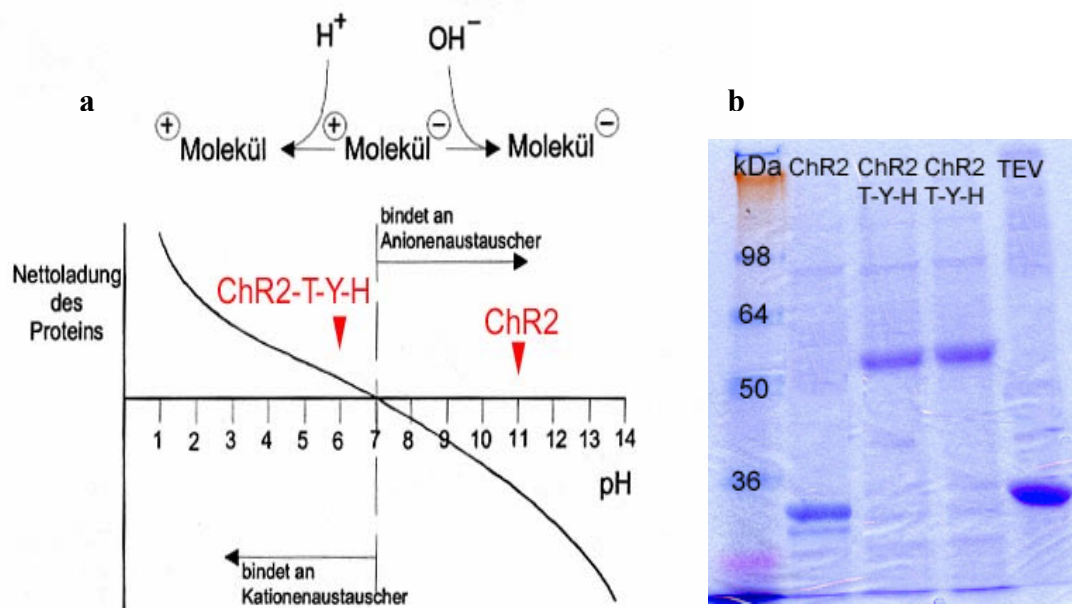 a
H+
OH−
+ Molekül
+ Molekül −
Molekül −
Nettoladung
des
Proteins
bindet an
Anionenaustauscher
ChR2-T-Y-H
ChR2
1 2 3 4 5 6 7 8 9 10 11 12 13 14
pH
bindet an
Kationenaustauscher
b
kDa ChR2 ChR2 ChR2 TEV
T-Y-H T-Y-H
98
64
50
36